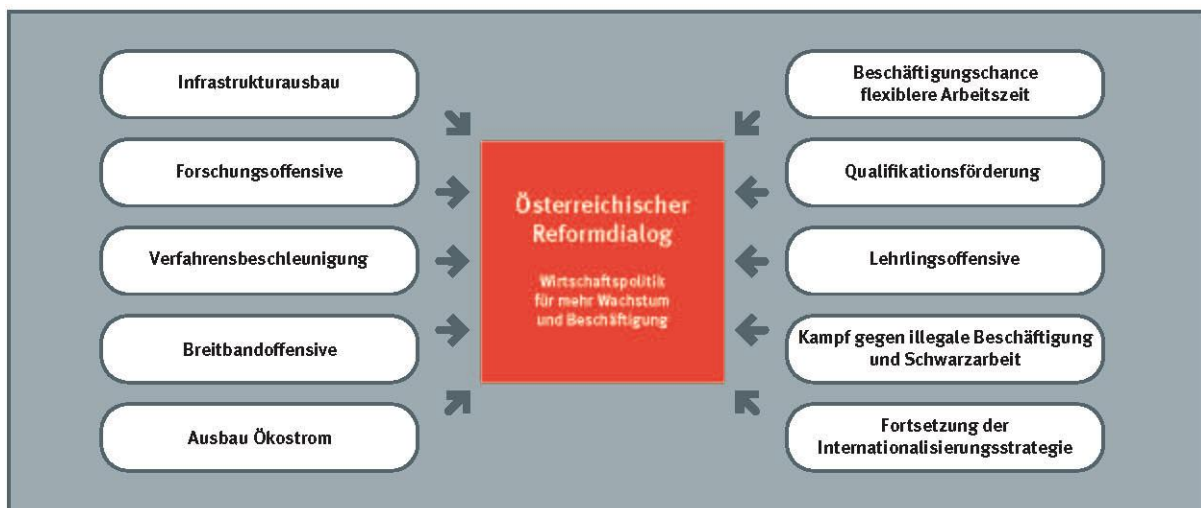 Infrastrukturausbau
Forschungsoffensive
Verfahrensbeschleunigung
Breitbandoffensive
Ausbau Ökostrom
Österreichischer
Reformdialog
Wirtschaftspolitik
für mehr Wachstum
und Beschäftigung
Beschäftigungschance
flexiblere Arbeitszeit
Qualifikationsförderung
Lehrlingsoffensive
Kampf gegen illegale Beschäftigung
und Schwarzarbeit
Fortsetzung der
Internationalisierungsstrategie